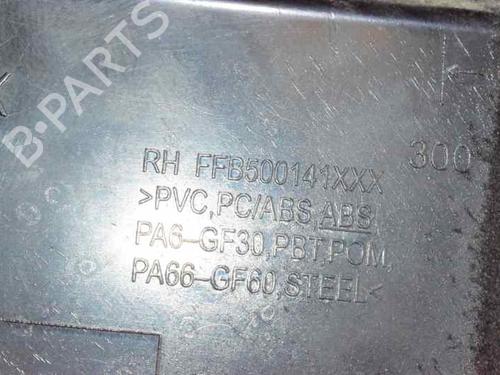 B-PARTS
300
RH FFB500141XXX
>PVC,PC/ABS,ABS,
PA6-GF30,PBT,POM,
PA66-GF60,STEEL<